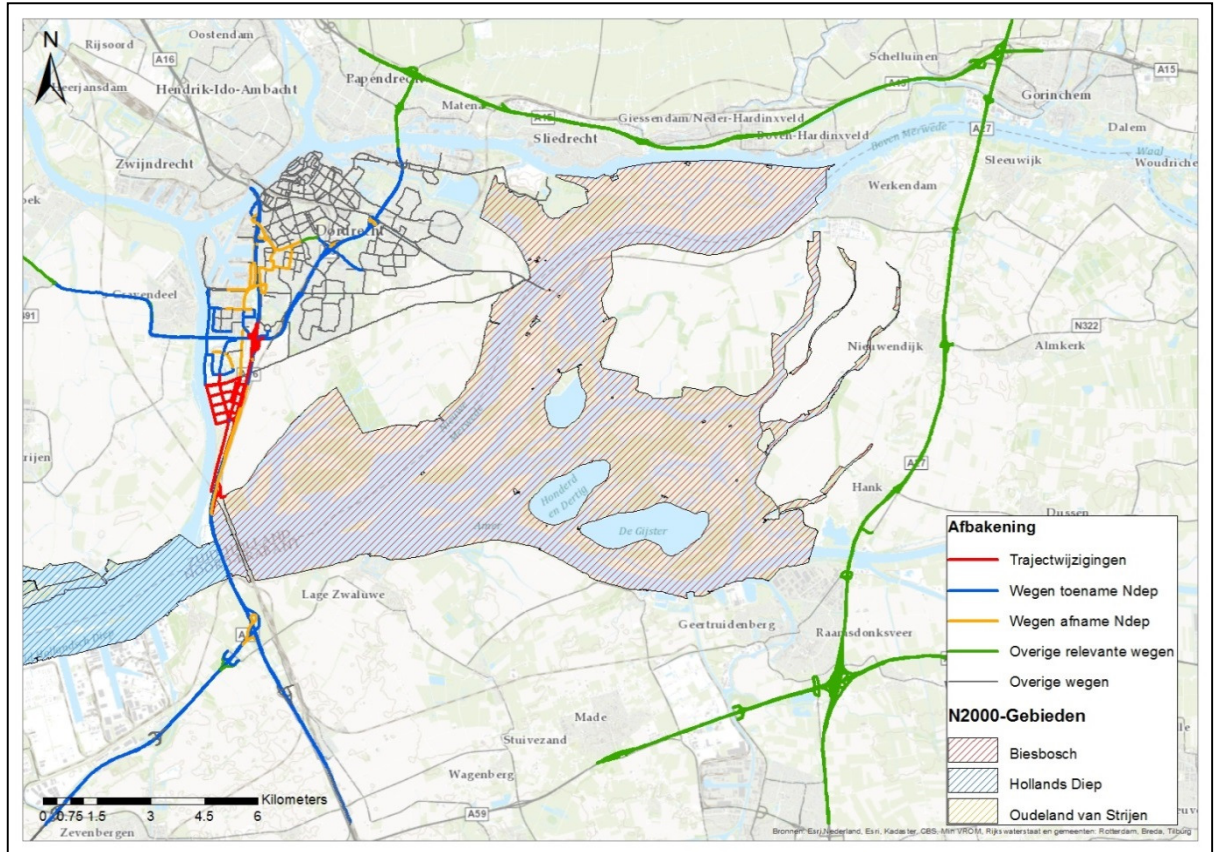 N
Rijsoord
Oostendam
A16
Hendrik-Ido-Ambacht
Zwijndrecht
Papendrecht
Matena
A15
Sliedrecht
Giessendam/Neder-Hardinxveld
Boven-Hardinxveld
Schelluinen
A15
Gorinchem
A15
Dalem
Boven Merwede
A27
Sleeuwijk
Waal
Woudriche
Werkendam
Dordrecht
Nieuwendijk
Almkerk
N322
Merwede
Honderd
en Dertig
De Gijster
Amer
Hank
A27
Dussen
Lage Zwaluwe
Geertruidenberg
Raamsdonksveer
Made
Stuivezand
Wagenberg
A59
Zevenbergen
Hollandsch Diep
Afbakening
Trajectwijzigingen
Wegen toename Ndep
Wegen afname Ndep
Overige relevante wegen
Overige wegen
N2000-Gebieden
Biesbosch
Hollands Diep
Oudeland van Strijen
0 0.75 1.5 3 4.5 6 Kilometers
Bronnen: Esri Nederland, Esri, Kadaster, CBS, Min VROM, Rijkswaterstaat en gemeenten: Rotterdam, Breda, Tilburg